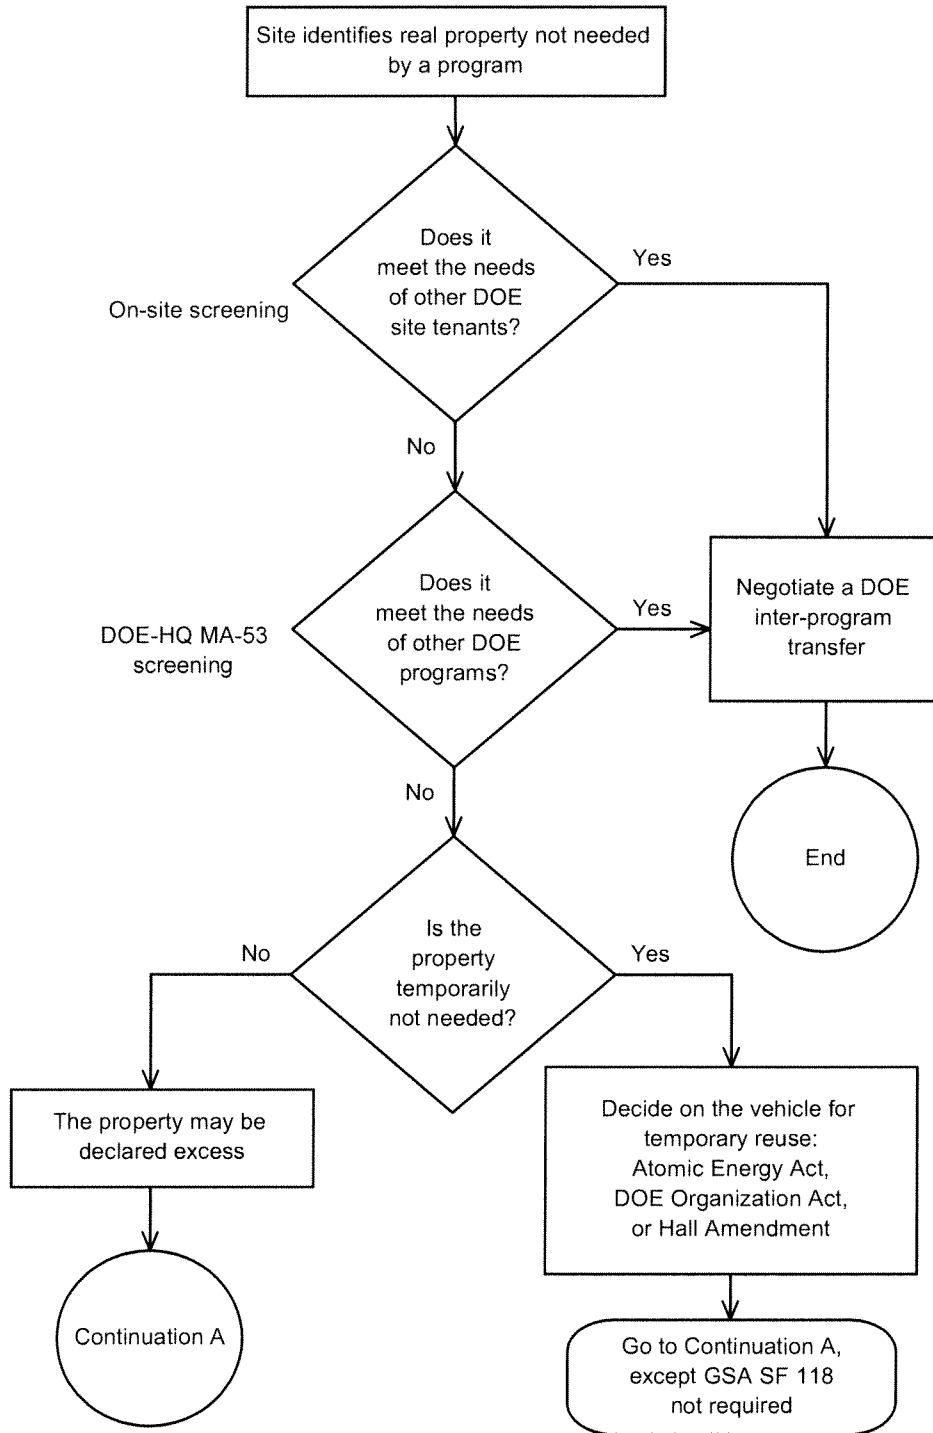 Site identifies real property not needed
by a program
Does it
meet the needs
of other DOE
site tenants?
Yes
On-site screening
No
Does it
meet the needs
of other DOE
programs?
Yes
DOE-HQ MA-53
screening
Negotiate a DOE
inter-program
transfer
No
End
Is the
property
temporarily
not needed?
No
Yes
The property may be
declared excess
Decide on the vehicle for
temporary reuse:
Atomic Energy Act,
DOE Organization Act,
or Hall Amendment
Continuation A
Go to Continuation A,
except GSA SF 118
not required